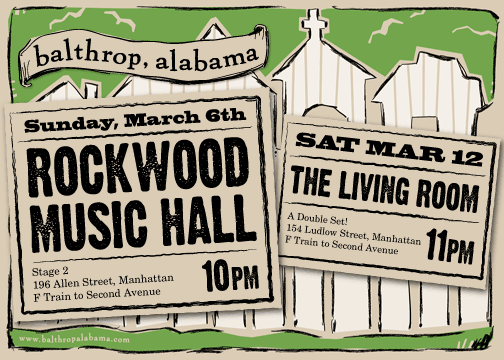 balthrop, alabama
Sunday, March 6th
ROCKWOOD
MUSIC HALL
Stage 2
196 Allen Street, Manhattan
F Train to Second Avenue
10PM
SAT MAR 12
THE LIVING ROOM
A Double Set!
154 Ludlow Street, Manhattan
F Train to Second Avenue
11PM
www.balthropalabama.com